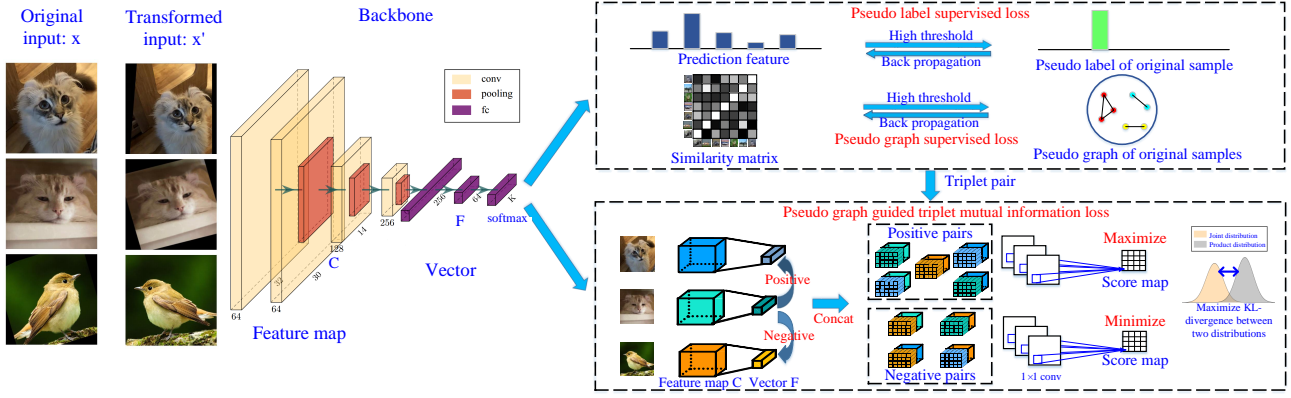 Original
input: x
Transformed
input: x'
Backbone
conv
pooling
fc
64
32
64
30
128
C
14
256
256
F
64
K
softmax
Feature map
Vector
Pseudo label supervised loss
Prediction feature
High threshold
Back propagation
Pseudo label of original sample
Similarity matrix
High threshold
Back propagation
Pseudo graph supervised loss
Pseudo graph of original samples
Triplet pair
Pseudo graph guided triplet mutual information loss
Positive
Negative
Feature map C
Vector F
Concat
Positive pairs
Negative pairs
1×1 conv
Maximize
Score map
Minimize
Score map
Joint distribution
Product distribution
Maximize KL-
divergence between
two distributions